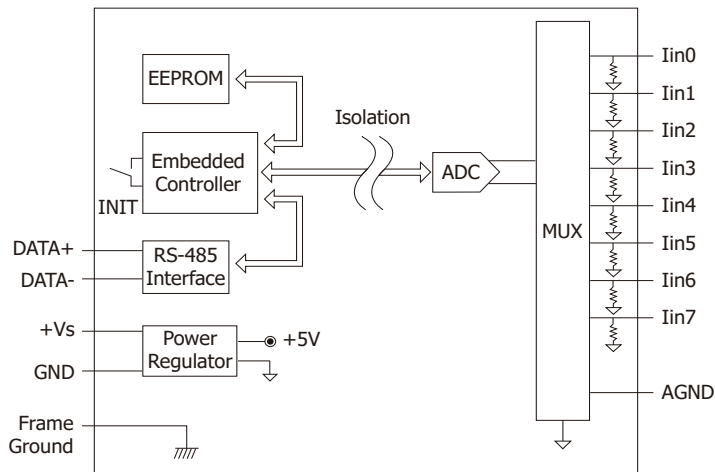 EEPROM
Isolation
Embedded
Controller
INIT
ADC
MUX
DATA+
DATA-
RS-485
Interface
+Vs
GND
Power
Regulator
+5V
Frame
Ground
Iin0
Iin1
Iin2
Iin3
Iin4
Iin5
Iin6
Iin7
AGND